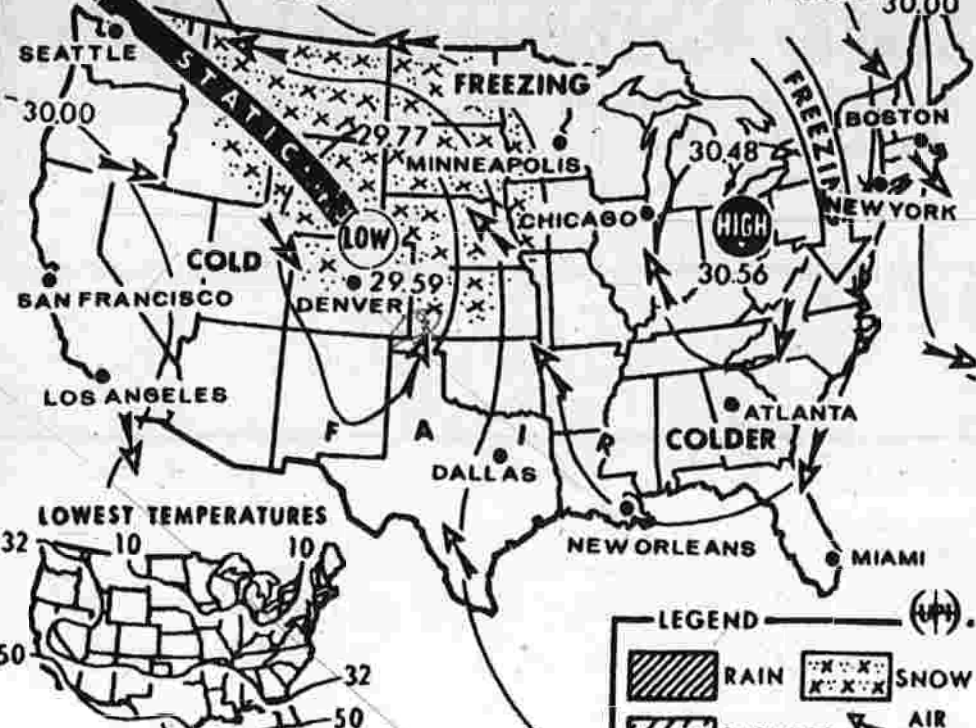 30.00
SEATTLE
STATIC
FREEZING
FREEZING
30.00
29.77
BOSTON
MINNEAPOLIS
30.48
NEW YORK
CHICAGO
HIGH
LOW
COLD
30.56
29.59
DENVER
SAN FRANCISCO
LOS ANGELES
ATLANTA
F A I R
COLDER
DALLAS
LOWEST TEMPERATURES
32
10
10
NEW ORLEANS
MIAMI
LEGEND
UPI
50
32
RAIN
SNOW
50
AIR